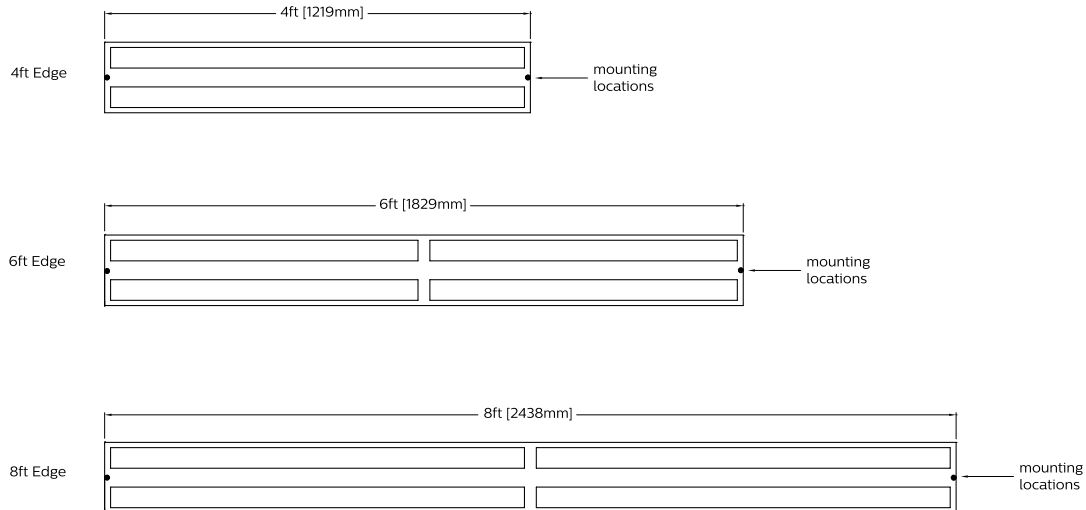 4ft [1219mm]
4ft Edge
mounting
locations
6ft [1829mm]
6ft Edge
mounting
locations
8ft [2438mm]
8ft Edge
mounting
locations